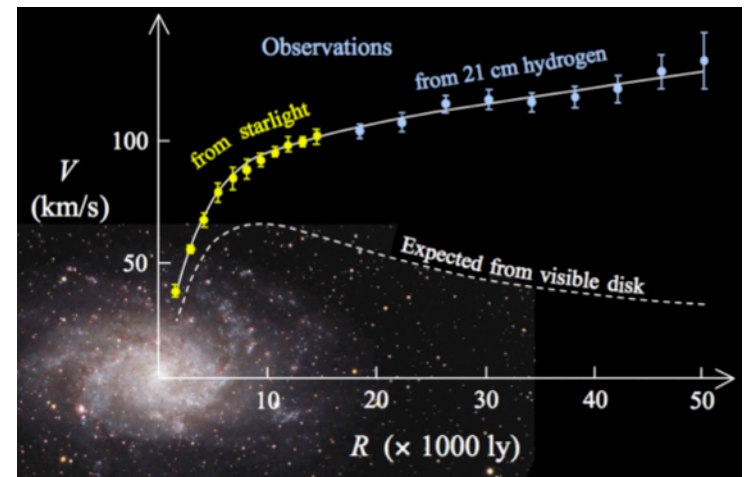 Observations
from 21 cm hydrogen
from starlight
100
V
(km/s)
50
Expected from visible disk
10
20
30
40
50
R (× 1000 ly)